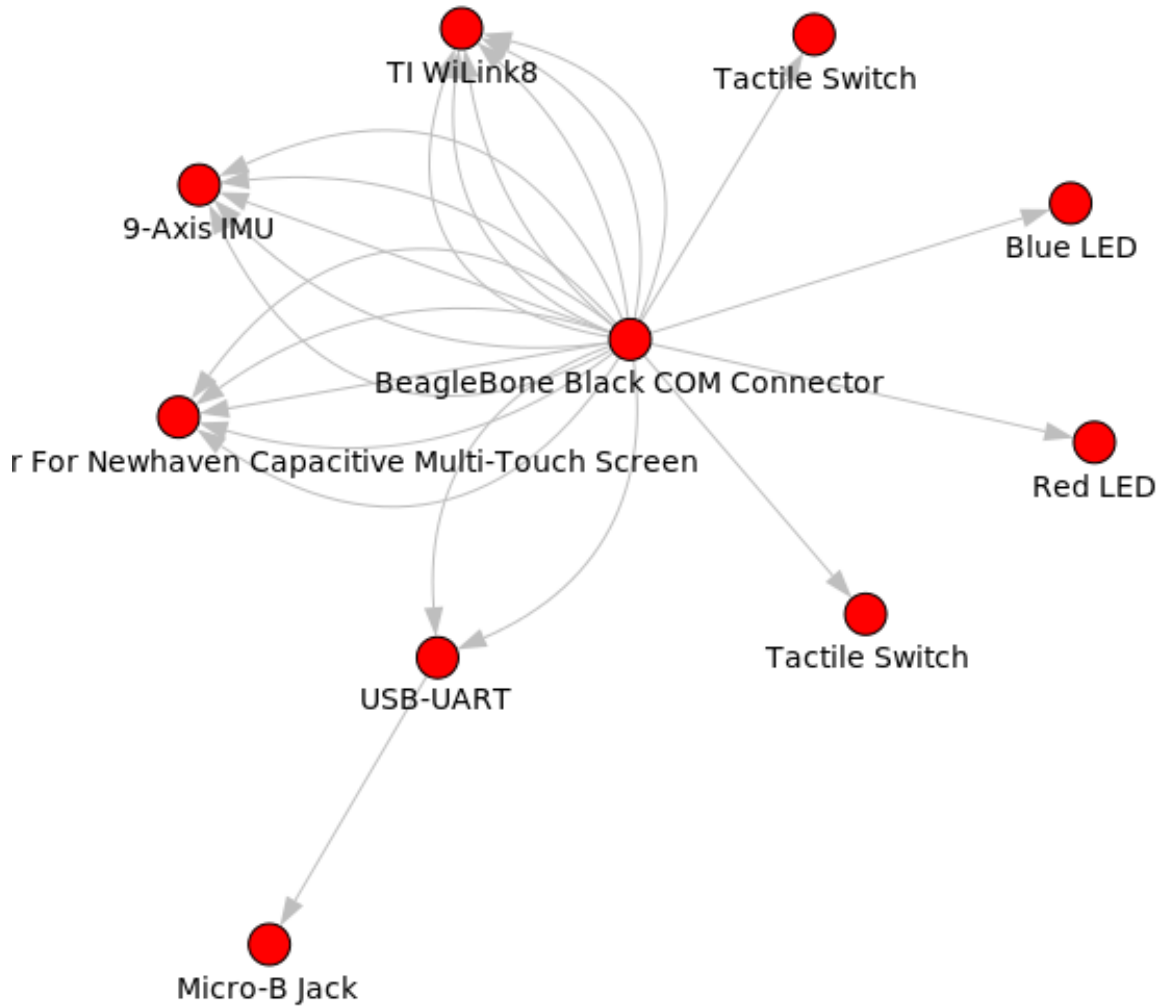 TI WiLink8
Tactile Switch
9-Axis IMU
Blue LED
BeagleBone Black COM Connector
r For Newhaven Capacitive Multi-Touch Screen
Red LED
Tactile Switch
USB-UART
Micro-B Jack